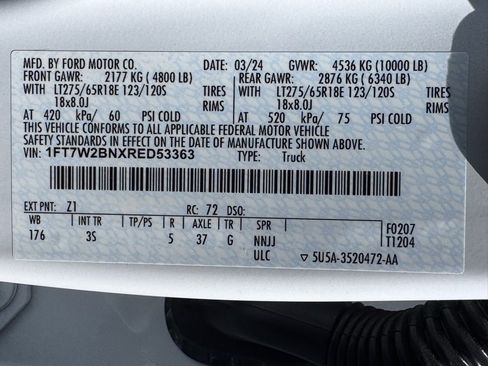 MFD. BY FORD MOTOR CO. 03/24 GVWR: 4536 KG (10000 LB)
FRONT GAWR: 2177 KG (4800 LB) REAR GAWR: 2876 KG (6340 LB)
WITH LT275/65R18E 123/120S TIRES WITH LT275/65R18E 123/120S TIRES
18x8.0J RIMS 18x8.0J RIMS
AT 420 kPa/ 60 PSI COLD AT 520 kPa/ 75 PSI COLD
THIS VEHICLE CONFORMS TO ALL APPLICABLE FEDERAL MOTOR VEHICLE
SAFETY STANDARDS IN EFFECT ON THE DATE OF MANUFACTURE SHOWN ABOVE.
VIN: 1FT7W2BNXRED53363 TYPE: Truck
EXT PNT: Z1 RC: 72 DSO:
WB INT TR TP/PS R AXLE TR SPR F0207
176 3S 5 37 G NNJJ T1204
ULC 5U5A-3520472-AA